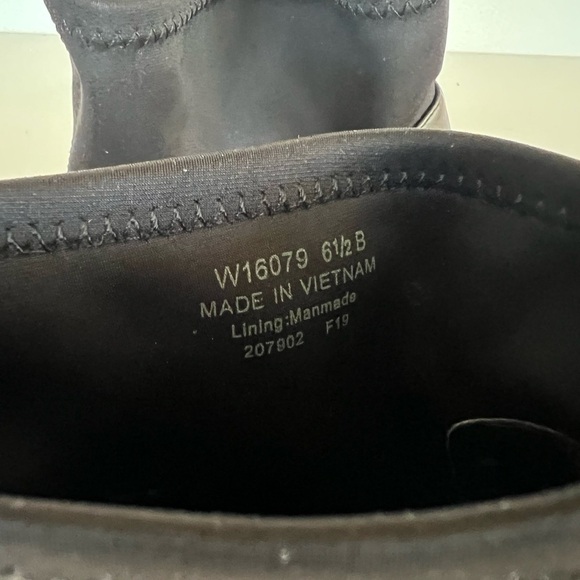 W16079 6½ B
MADE IN VIETNAM
Lining:Manmade
207902 F19